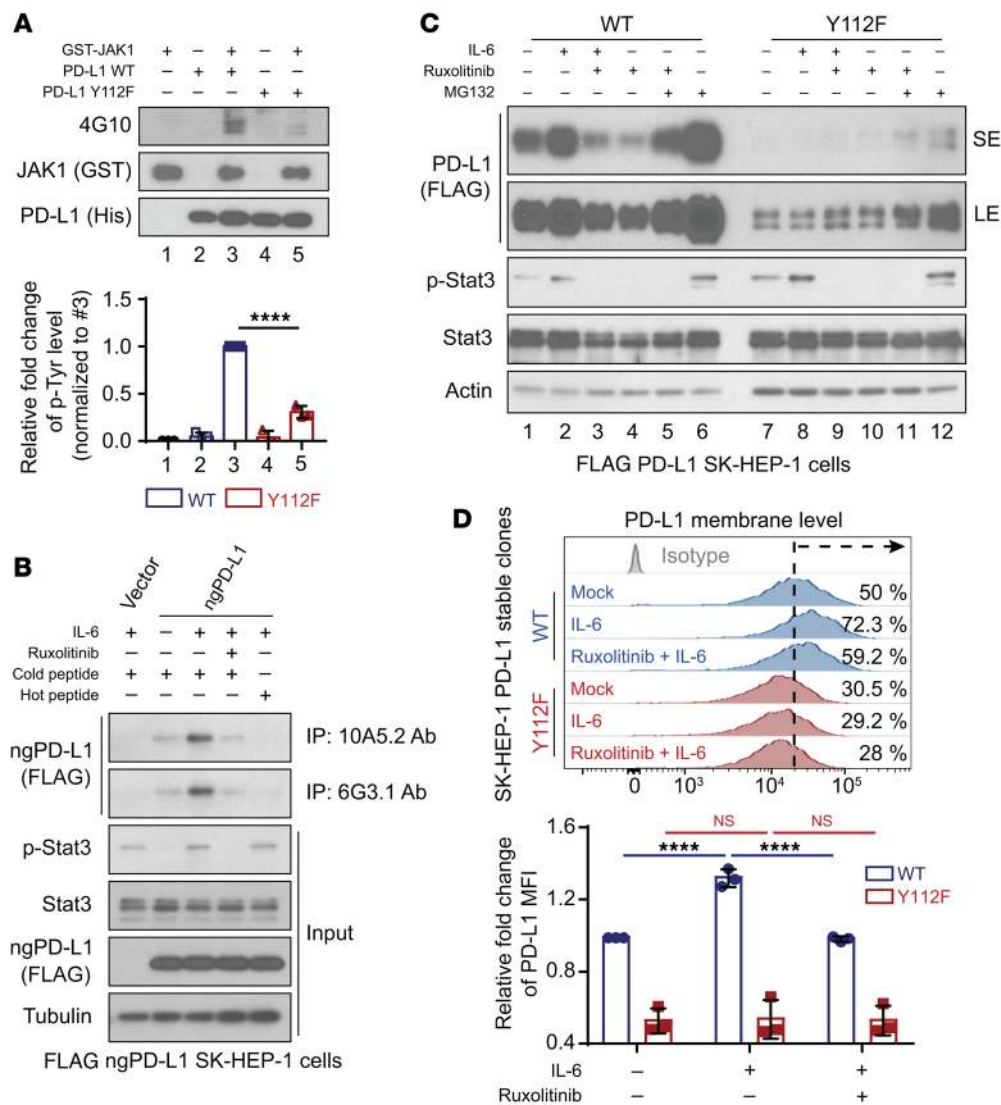 A
GST-JAK1 + – + – +
PD-L1 WT – + + – –
PD-L1 Y112F – – – + +
4G10
JAK1 (GST)
PD-L1 (His)
1 2 3 4 5
Relative fold change
of p-Tyr level
(normalized to #3)
1.5
1.0
0.5
0.0
****
1 2 3 4 5
WT Y112F
B
Vector
ngPD-L1
IL-6 + – + + +
Ruxolitinib – – – + –
Cold peptide + + + + –
Hot peptide – – – – +
ngPD-L1
(FLAG)
IP: 10A5.2 Ab
IP: 6G3.1 Ab
p-Stat3
Stat3
ngPD-L1
(FLAG)
Tubulin
Input
FLAG ngPD-L1 SK-HEP-1 cells
C
WT Y112F
IL-6 – + + – – – – + + – – –
Ruxolitinib – – + + + – – – + + + –
MG132 – – – – + + – – – – + +
PD-L1
(FLAG)
SE
LE
p-Stat3
Stat3
Actin
1 2 3 4 5 6 7 8 9 10 11 12
FLAG PD-L1 SK-HEP-1 cells
D
PD-L1 membrane level
SK-HEP-1 PD-L1 stable clones
WT
Y112F
Isotype
Mock 50 %
IL-6 72.3 %
Ruxolitinib + IL-6 59.2 %
Mock 30.5 %
IL-6 29.2 %
Ruxolitinib + IL-6 28 %
0 10³ 10⁴ 10⁵
Relative fold change
of PD-L1 MFI
1.6
1.2
0.8
0.4
NS NS
**** ****
WT
Y112F
IL-6 – + +
Ruxolitinib – – +